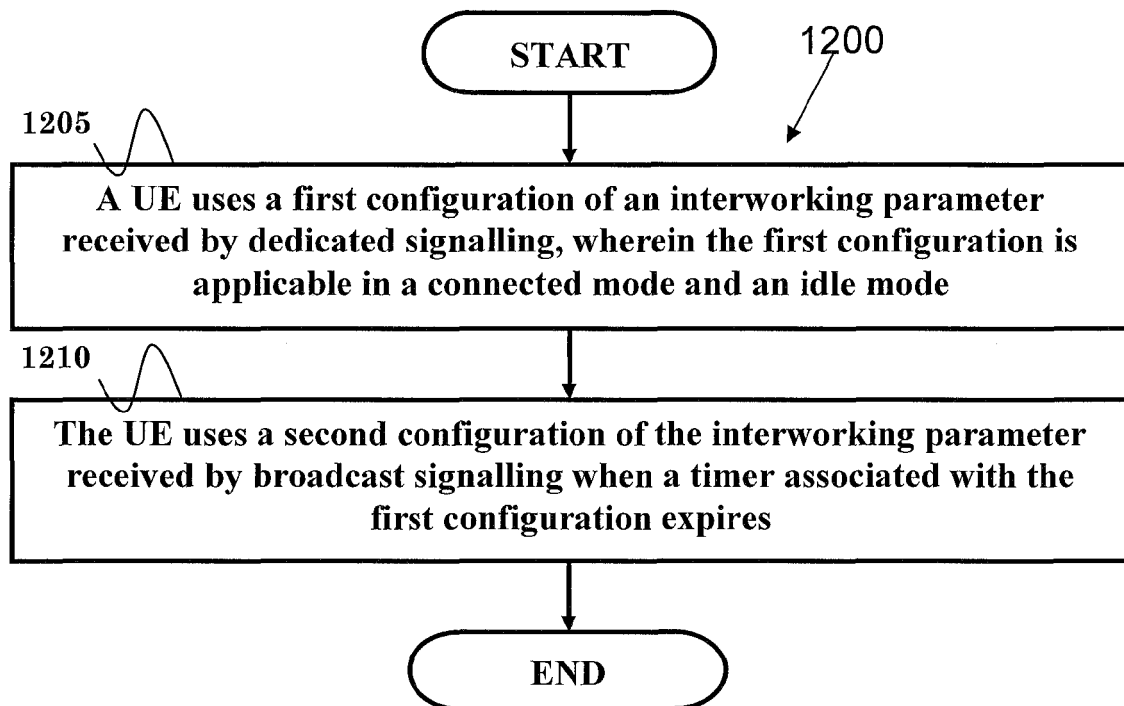 START
1200
1205
A UE uses a first configuration of an interworking parameter
received by dedicated signalling, wherein the first configuration is
applicable in a connected mode and an idle mode
1210
The UE uses a second configuration of the interworking parameter
received by broadcast signalling when a timer associated with the
first configuration expires
END